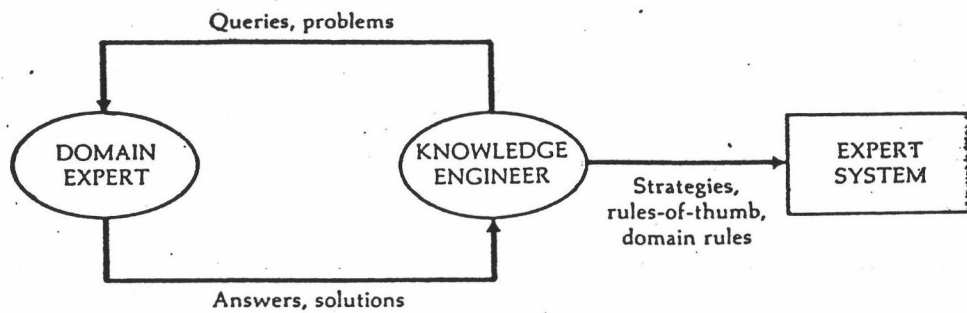 Queries, problems
DOMAIN
EXPERT
KNOWLEDGE
ENGINEER
EXPERT
SYSTEM
Strategies,
rules-of-thumb,
domain rules
Answers, solutions